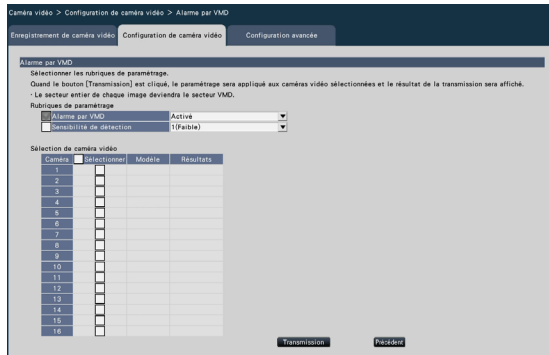 Caméra vidéo > Configuration de caméra vidéo > Alarme par VMD
Enregistrement de caméra vidéo Configuration de caméra vidéo Configuration avancée
Alarme par VMD
Sélectionner les rubriques de paramétrage.
Quand le bouton [Transmission] est cliqué, le paramétrage sera appliqué aux caméras vidéo sélectionnées et le résultat de la transmission sera affiché.
・Le secteur entier de chaque image deviendra le secteur VMD.
Rubriques de paramétrage
Alarme par VMD Activé
Sensibilité de détection 1(Faible)
Sélection de caméra vidéo
Caméra Sélectionner Modèle Résultats
1
2
3
4
5
6
7
8
9
10
11
12
13
14
15
16
Transmission Précédent